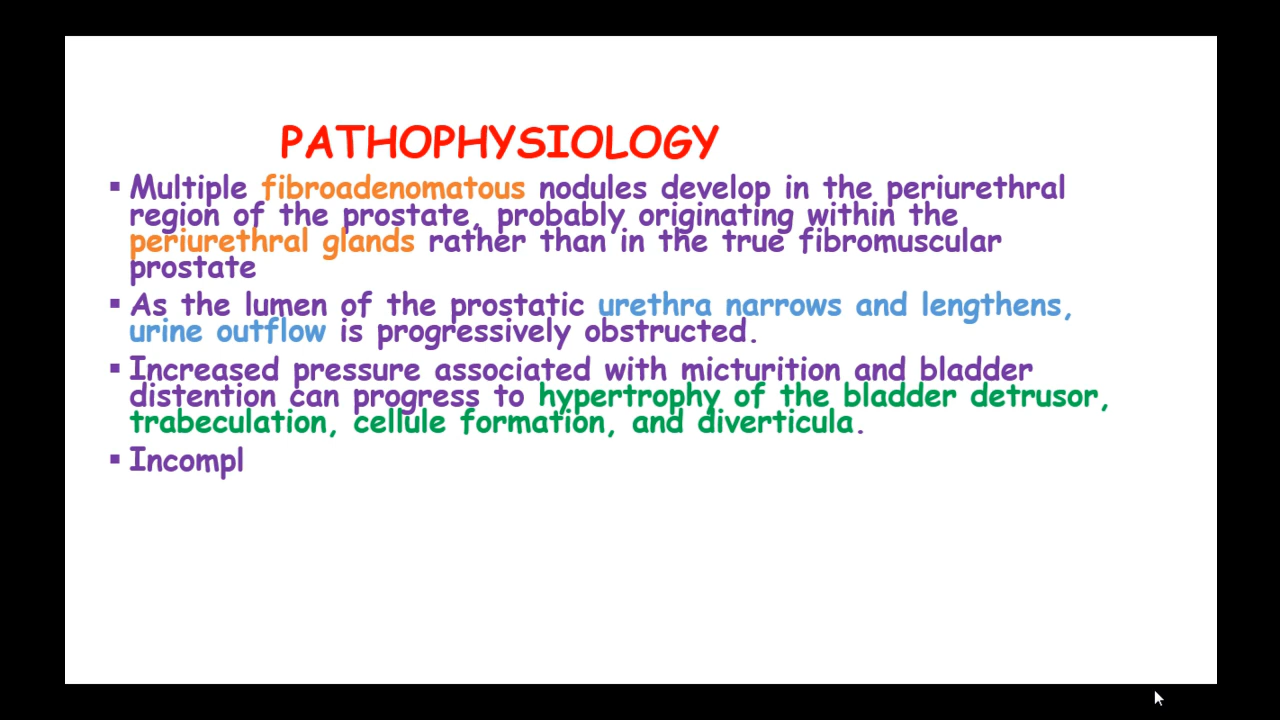 PATHOPHYSIOLOGY
▪ Multiple fibroadenomatous nodules develop in the periurethral
region of the prostate, probably originating within the
periurethral glands rather than in the true fibromuscular
prostate
▪ As the lumen of the prostatic urethra narrows and lengthens,
urine outflow is progressively obstructed.
▪ Increased pressure associated with micturition and bladder
distention can progress to hypertrophy of the bladder detrusor,
trabeculation, cellule formation, and diverticula.
▪ Incompl